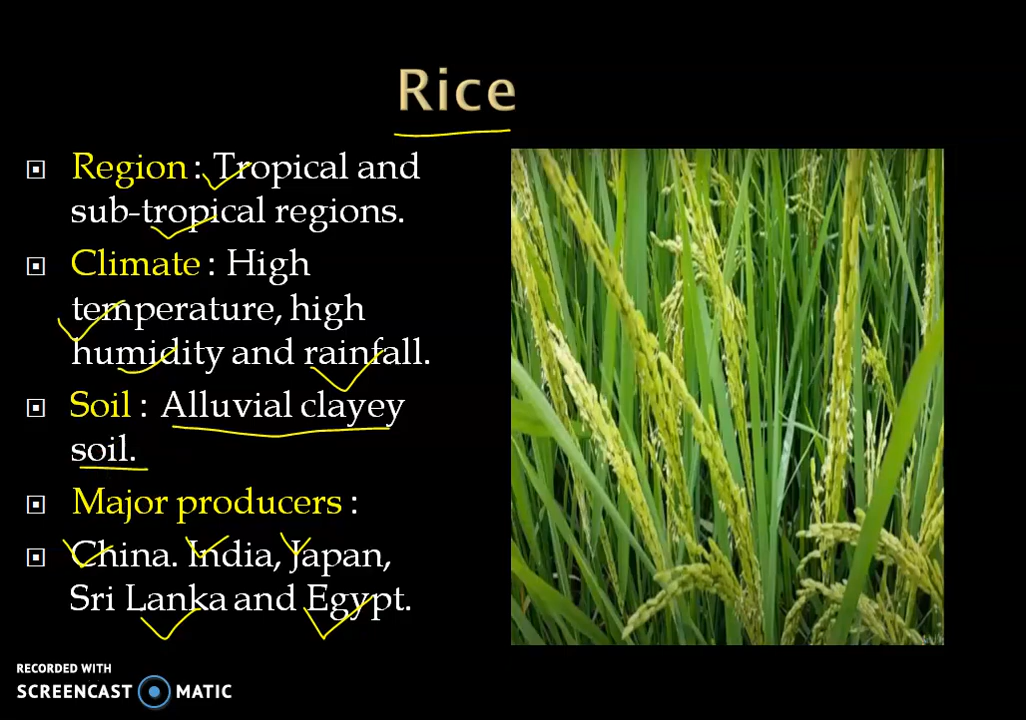 Rice
Region : Tropical and
sub-tropical regions.
Climate : High
temperature, high
humidity and rainfall.
Soil : Alluvial clayey
soil.
Major producers :
China. India, Japan,
Sri Lanka and Egypt.
RECORDED WITH
SCREENCAST MATIC